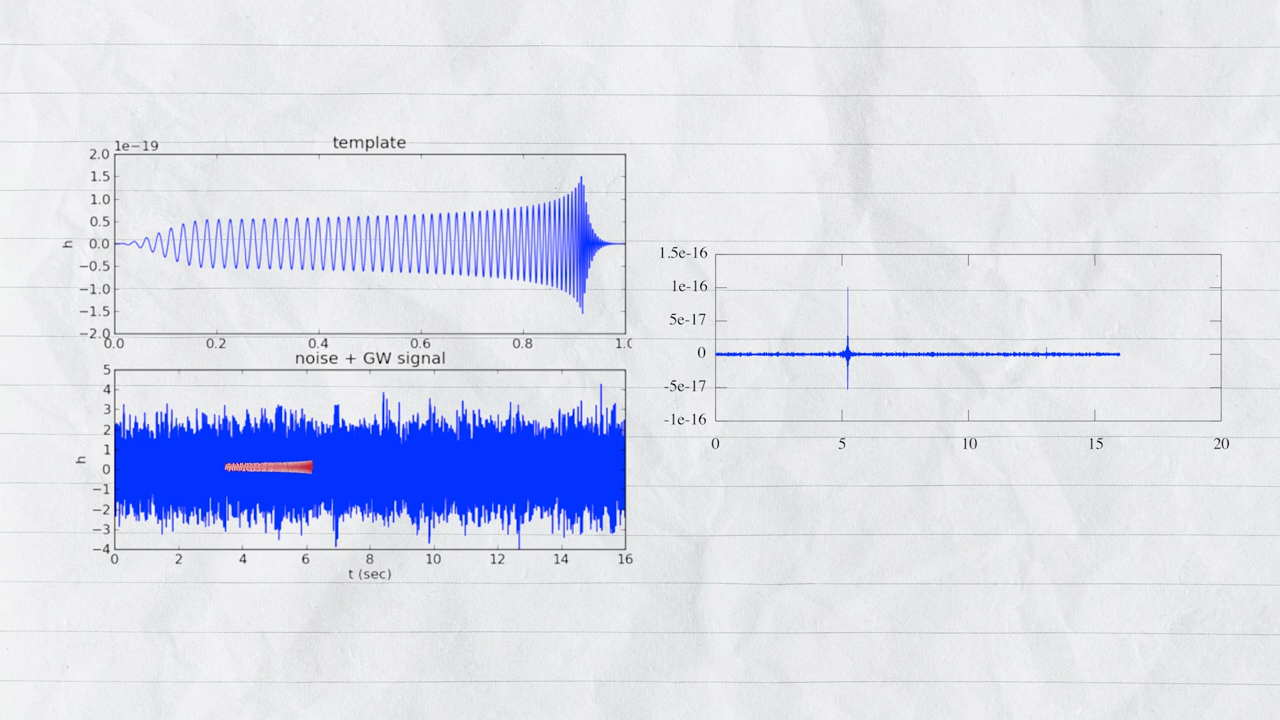 template
1e−19
2.0
1.5
1.0
0.5
0.0
−0.5
−1.0
−1.5
−2.0
h
0.0 0.2 0.4 0.6 0.8 1.0
noise + GW signal
5
4
3
2
1
0
−1
−2
−3
−4
h
0 2 4 6 8 10 12 14 16
t (sec)
1.5e-16
1e-16
5e-17
0
-5e-17
-1e-16
0 5 10 15 20